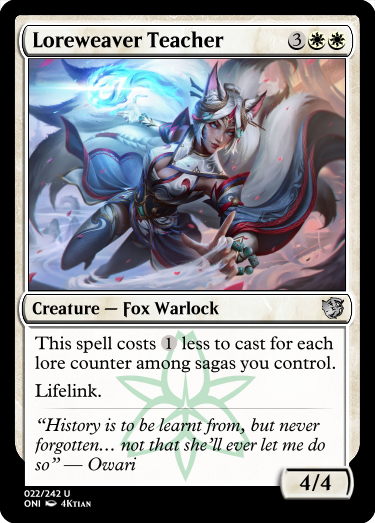 Loreweaver Teacher 3
Creature — Fox Warlock
This spell costs 1 less to cast for each
lore counter among sagas you control.
Lifelink.
“History is to be learnt from, but never
forgotten… not that she’ll ever let me do
so” — Owari
4/4
022/242 U
ONI 4Ktian